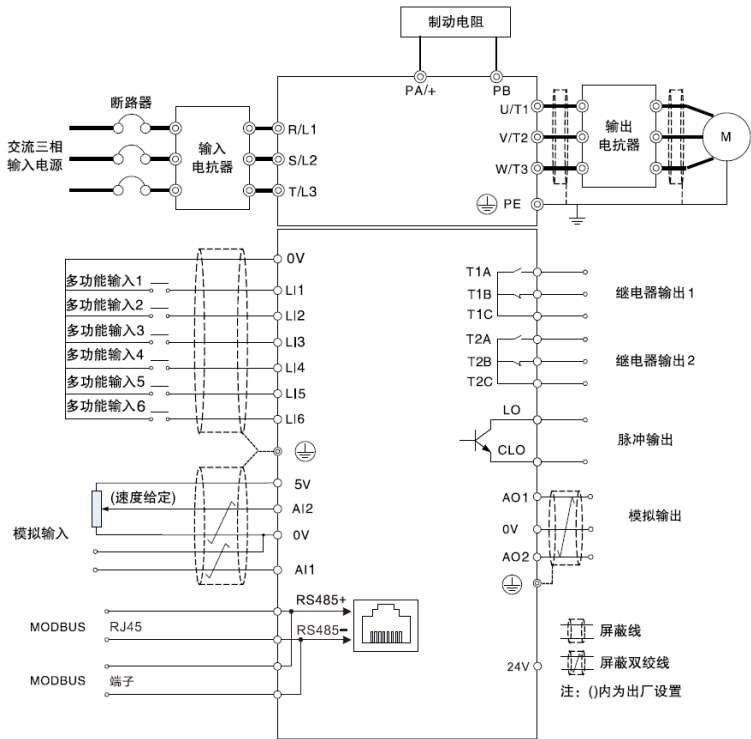 制动电阻
PA/+
PB
断路器
交流三相
输入电源
输入
电抗器
R/L1
S/L2
T/L3
U/T1
V/T2
W/T3
PE
输出
电抗器
M
0V
多功能输入1
LI1
多功能输入2
LI2
多功能输入3
LI3
多功能输入4
LI4
多功能输入5
LI5
多功能输入6
LI6
T1A
T1B
T1C
继电器输出1
T2A
T2B
T2C
继电器输出2
LO
CLO
脉冲输出
5V
(速度给定)
AI2
模拟输入
0V
AI1
AO1
0V
AO2
模拟输出
RS485+
MODBUS RJ45
RS485−
MODBUS 端子
24V
屏蔽线
屏蔽双绞线
注：()内为出厂设置